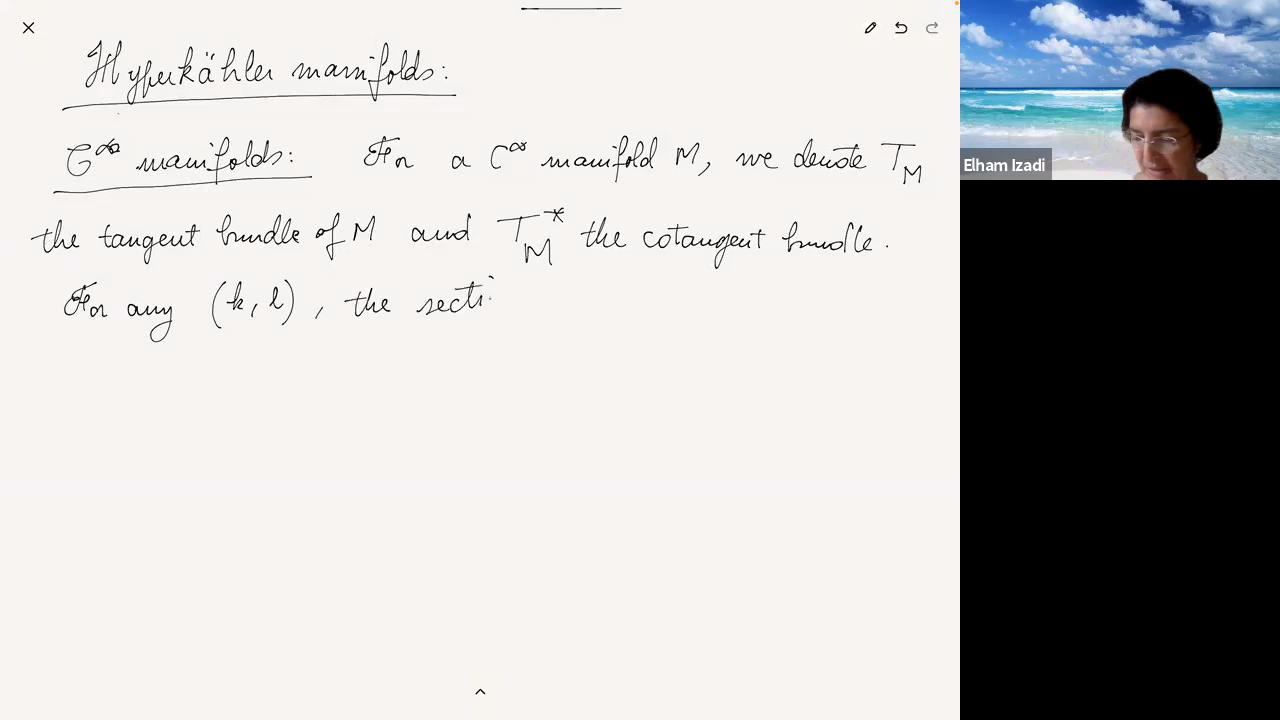 Hyperkähler manifolds:
C^∞ manifolds: For a C^∞ manifold M, we denote T_M
the tangent bundle of M and T_M^* the cotangent bundle.
For any (k, l), the secti
Elham Izadi